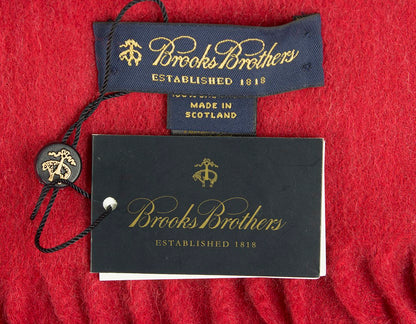 Brooks Brothers
ESTABLISHED 1818
MADE IN
SCOTLAND
Brooks Brothers
ESTABLISHED 1818